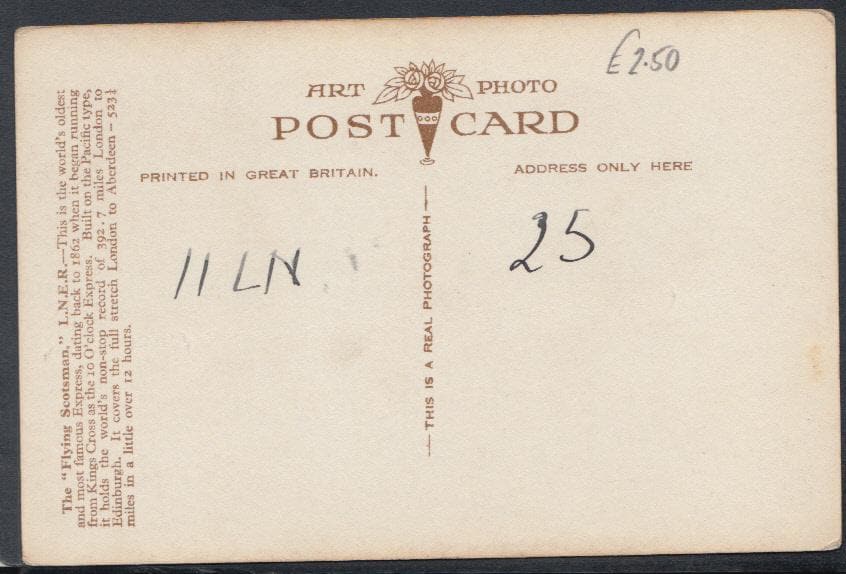 The "Flying Scotsman," L.N.E.R.—This is the world's oldest
and most famous Express, dating back to 1862 when it began running
from Kings Cross as the 10 O'clock Express. Built on the Pacific type,
it holds the world's non-stop record of 392.7 miles London to
Edinburgh. It covers the full stretch London to Aberdeen — 523½
miles in a little over 12 hours.
£2.50
ART PHOTO
POST CARD
PRINTED IN GREAT BRITAIN.
ADDRESS ONLY HERE
11 LN
25
— THIS IS A REAL PHOTOGRAPH —